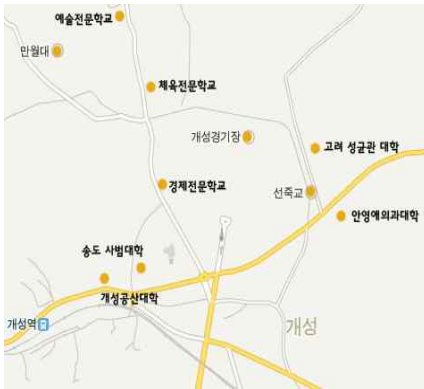 예술전문학교
만월대
체육전문학교
개성경기장
고려 성균관 대학
경제전문학교
선죽교
안영애의과대학
송도 사범대학
개성공산대학
개성역
개성